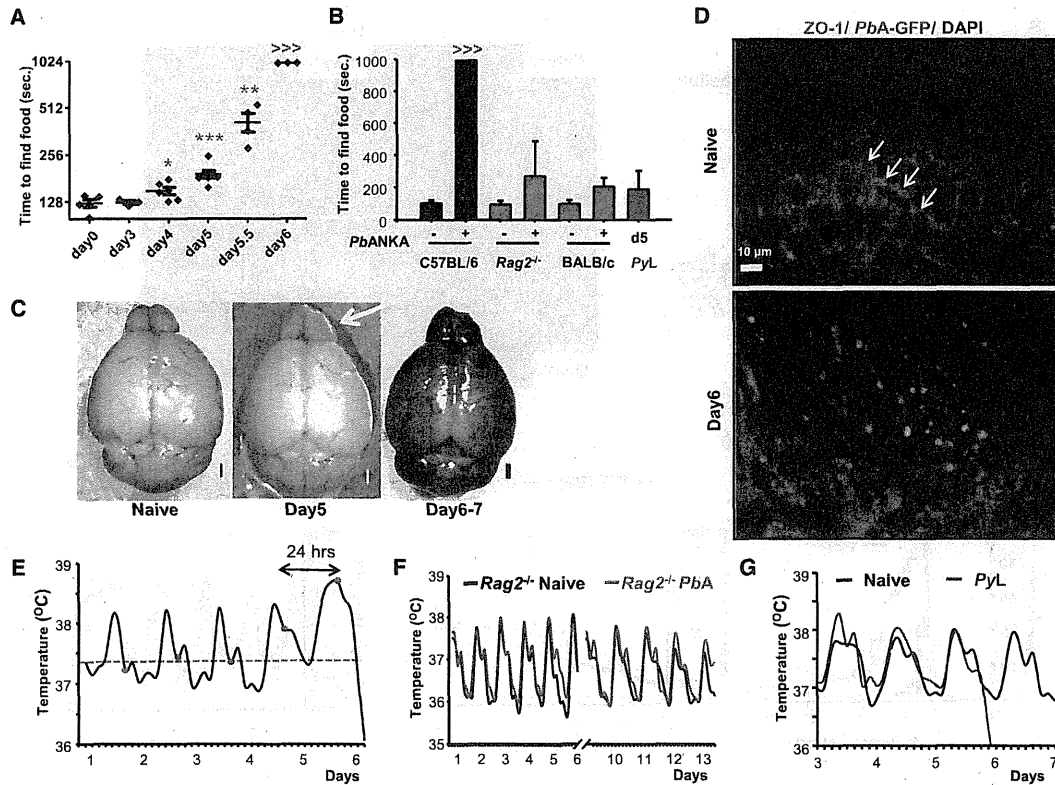 A
>>>
Time to find food (sec.)
1024
512
256
128
*
***
**
day0
day3
day4
day5
day5.5
day6
B
>>>
Time to find food (sec.)
1000
800
600
400
200
0
PbANKA
- + - + - + d5
C57BL/6 Rag2-/- BALB/c PyL
C
Naive
Day5
Day6-7
D
ZO-1/ PbA-GFP/ DAPI
Naive
10 µm
Day6
E
24 hrs
Temperature (ºC)
39
38
37
36
1 2 3 4 5 6
Days
F
Rag2-/- Naive
Rag2-/- PbA
Temperature (ºC)
39
38
37
36
35
1 2 3 4 5 6 10 11 12 13
Days
G
Naive
PyL
Temperature (ºC)
39
38
37
36
3 4 5 6 7
Days